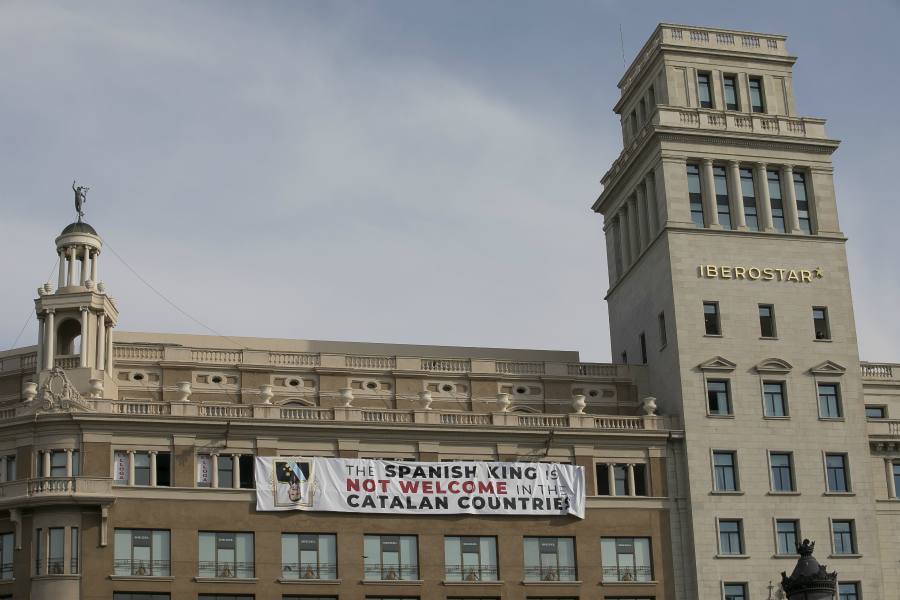 IBEROSTAR
THE SPANISH KING IS
NOT WELCOME IN THE
CATALAN COUNTRIES